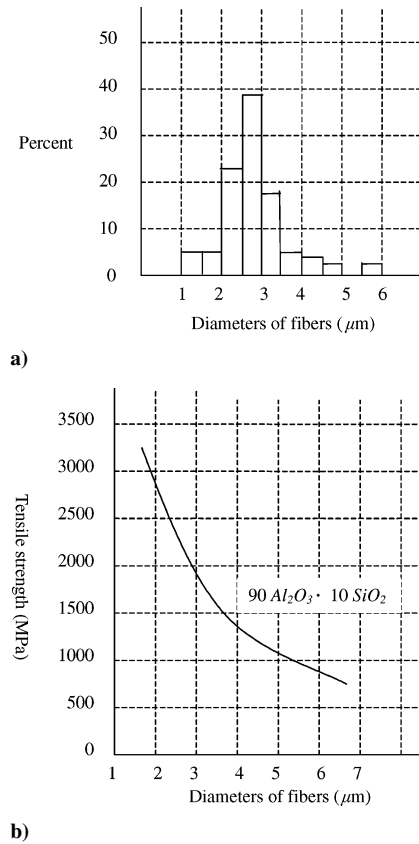 50
40
30
Percent
20
10
0
1 2 3 4 5 6
Diameters of fibers (μm)
a)
3500
3000
2500
2000
1500
1000
500
0
Tensile strength (MPa)
90 Al₂O₃ · 10 SiO₂
1 2 3 4 5 6 7
Diameters of fibers (μm)
b)